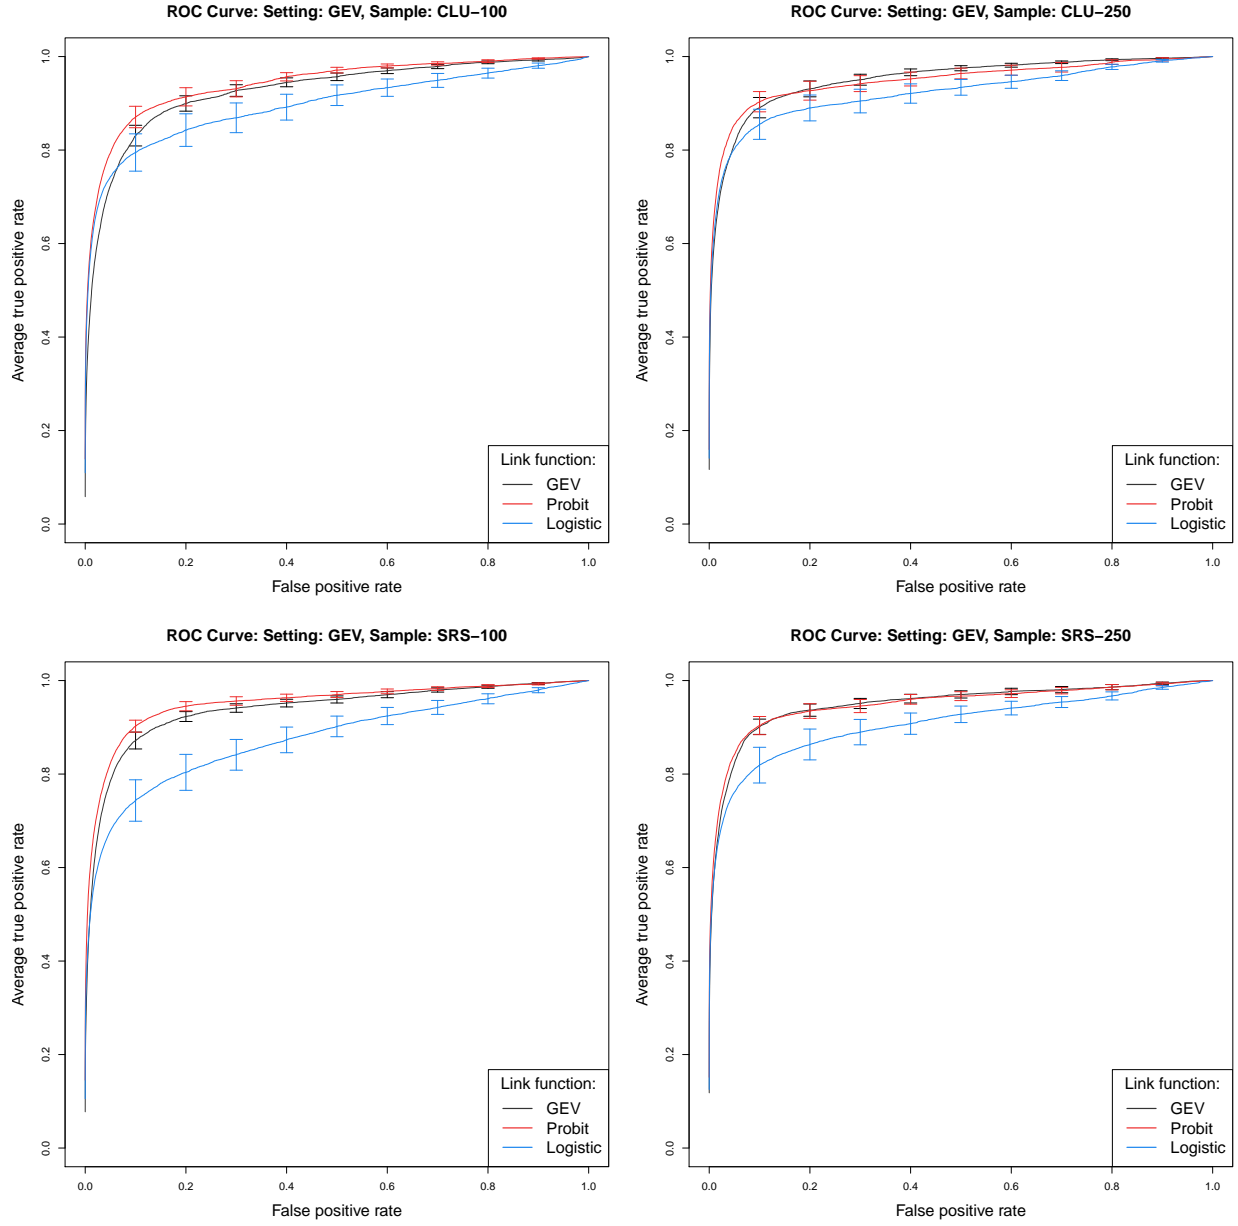 ROC Curve: Setting: GEV, Sample: CLU−100
Average true positive rate
1.0
0.8
0.6
0.4
0.2
0.0
Link function:
GEV
Probit
Logistic
0.0 0.2 0.4 0.6 0.8 1.0
False positive rate
ROC Curve: Setting: GEV, Sample: CLU−250
Average true positive rate
1.0
0.8
0.6
0.4
0.2
0.0
Link function:
GEV
Probit
Logistic
0.0 0.2 0.4 0.6 0.8 1.0
False positive rate
ROC Curve: Setting: GEV, Sample: SRS−100
Average true positive rate
1.0
0.8
0.6
0.4
0.2
0.0
Link function:
GEV
Probit
Logistic
0.0 0.2 0.4 0.6 0.8 1.0
False positive rate
ROC Curve: Setting: GEV, Sample: SRS−250
Average true positive rate
1.0
0.8
0.6
0.4
0.2
0.0
Link function:
GEV
Probit
Logistic
0.0 0.2 0.4 0.6 0.8 1.0
False positive rate